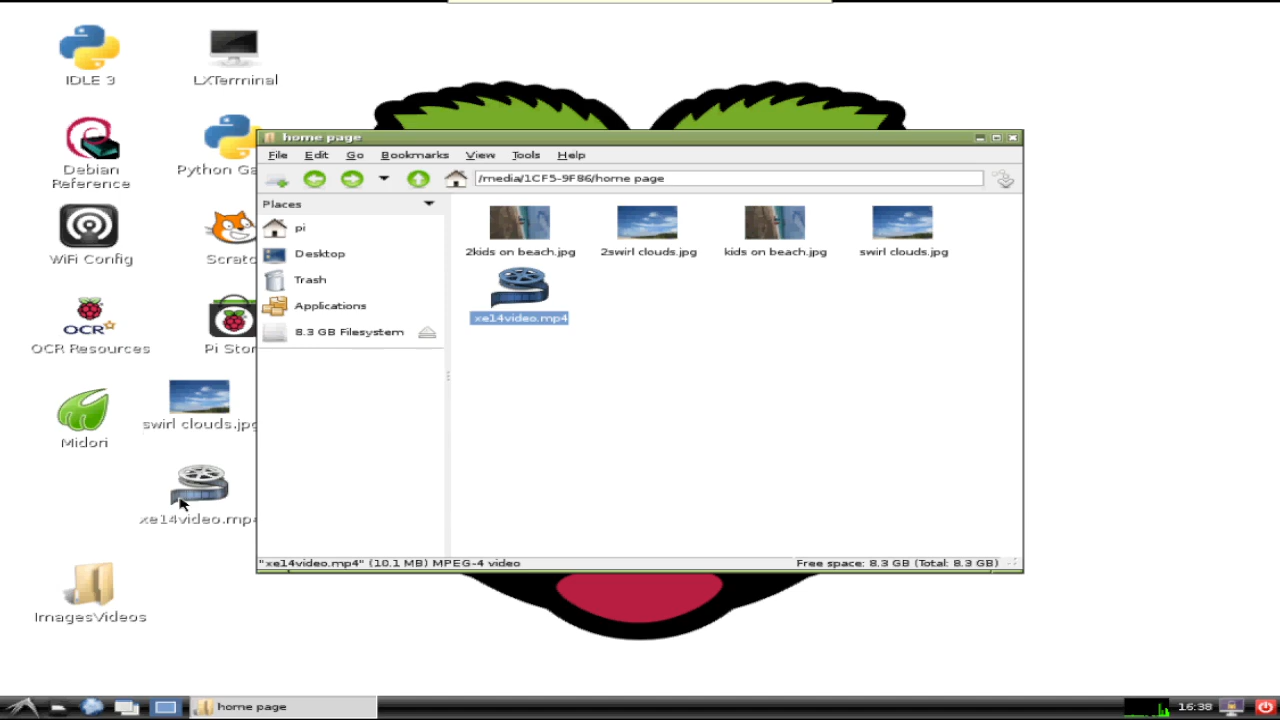 IDLE 3
LXTerminal
Debian
Reference
Python Ga
WiFi Config
Scratc
OCR
OCR Resources
Pi Stor
Midori
swirl clouds.jpg
xe14video.mp4
ImagesVideos
home page
File Edit Go Bookmarks View Tools Help
/media/1CF5-9F86/home page
Places
pi
Desktop
Trash
Applications
8.3 GB Filesystem
2kids on beach.jpg
2swirl clouds.jpg
kids on beach.jpg
swirl clouds.jpg
xe14video.mp4
"xe14video.mp4" (10.1 MB) MPEG-4 video
Free space: 8.3 GB (Total: 8.3 GB)
home page
16:38